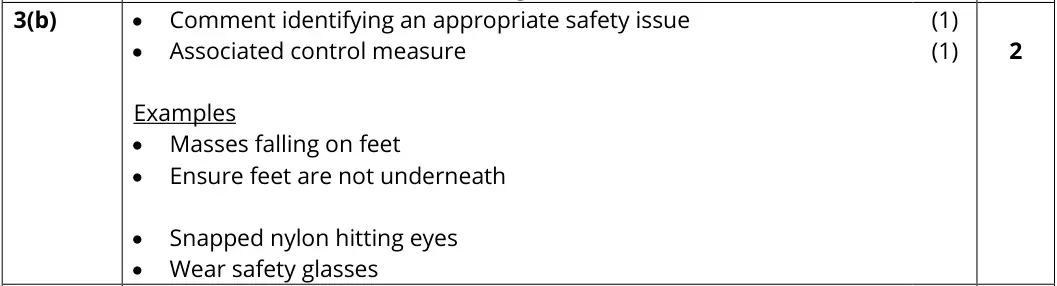 3(b) • Comment identifying an appropriate safety issue (1)
• Associated control measure (1) 2
Examples
• Masses falling on feet
• Ensure feet are not underneath
• Snapped nylon hitting eyes
• Wear safety glasses